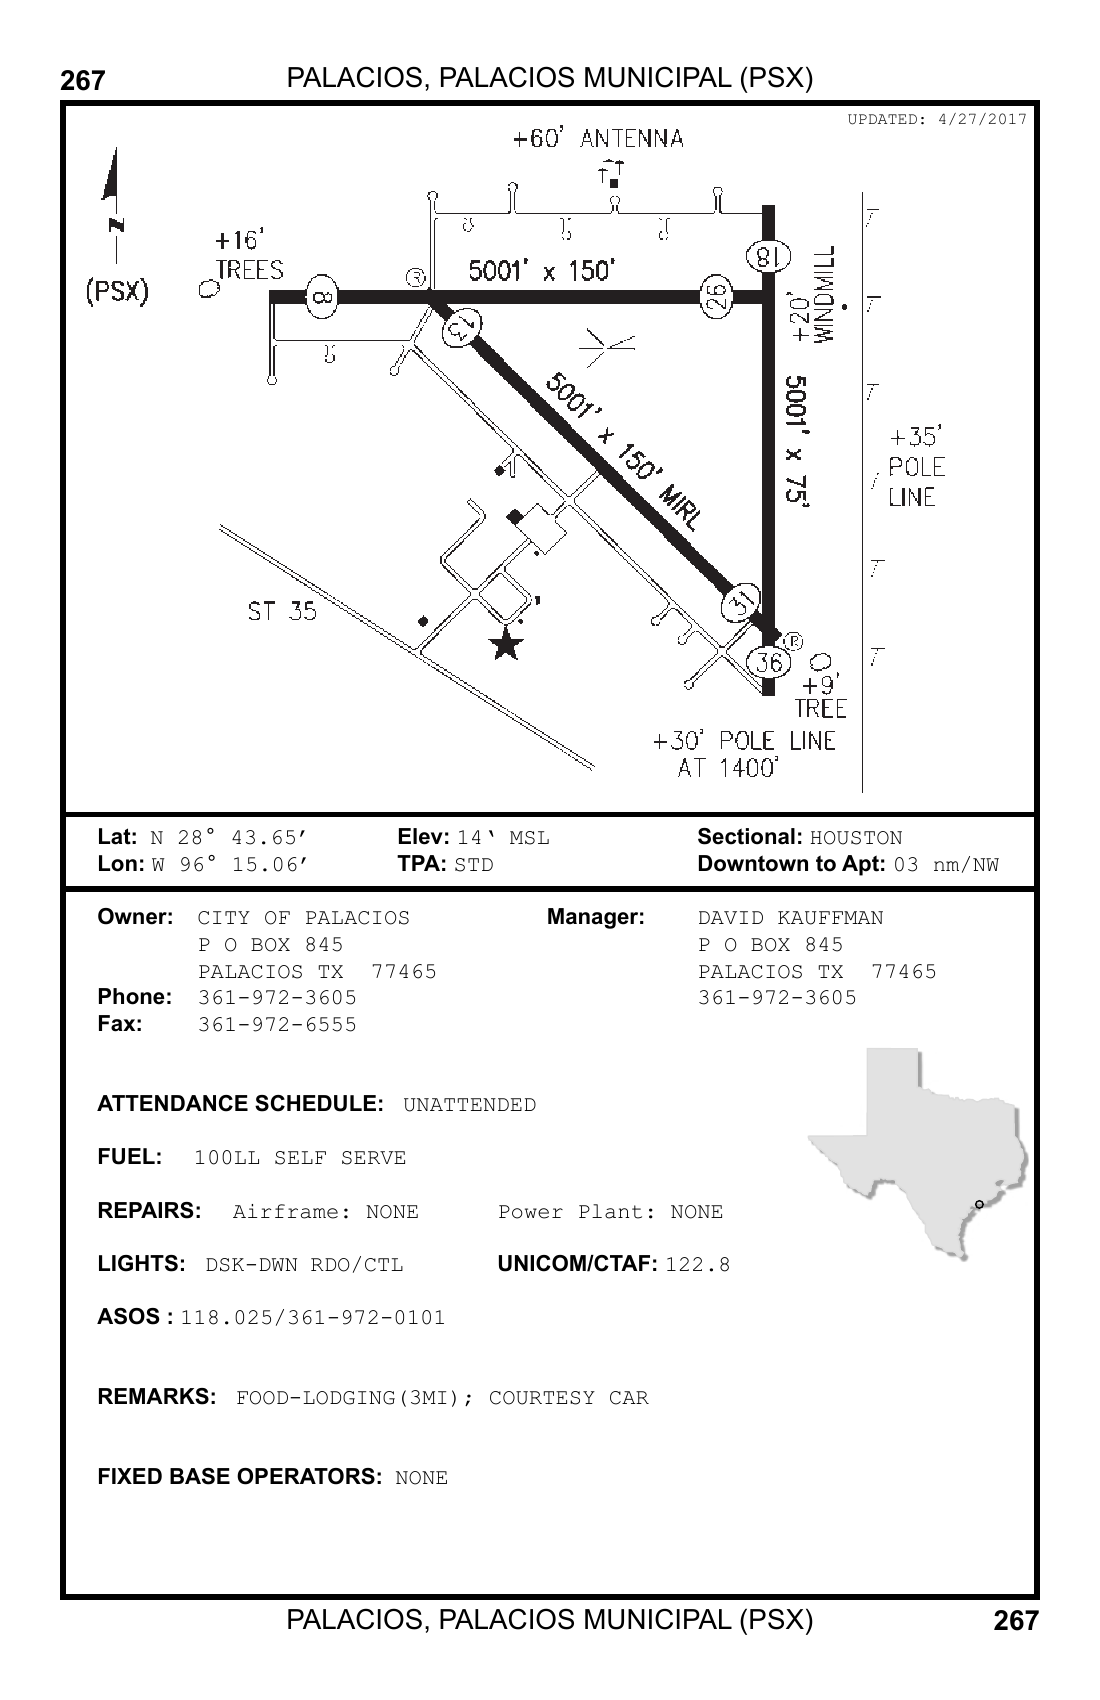 267 PALACIOS, PALACIOS MUNICIPAL (PSX)
UPDATED: 4/27/2017
+60' ANTENNA
N
(PSX)
+16'
TREES
R
5001' x 150'
18
8
26
13
+20'
WINDMILL
5001' x 150' MIRL
5001' x 75'
+35'
POLE
LINE
ST 35
31
R
36
+9'
TREE
+30' POLE LINE
AT 1400'
Lat: N 28° 43.65’ Elev: 14‘ MSL Sectional: HOUSTON
Lon: W 96° 15.06’ TPA: STD Downtown to Apt: 03 nm/NW
Owner: CITY OF PALACIOS Manager: DAVID KAUFFMAN
P O BOX 845 P O BOX 845
PALACIOS TX 77465 PALACIOS TX 77465
Phone: 361-972-3605 361-972-3605
Fax: 361-972-6555
ATTENDANCE SCHEDULE: UNATTENDED
FUEL: 100LL SELF SERVE
REPAIRS: Airframe: NONE Power Plant: NONE
LIGHTS: DSK-DWN RDO/CTL UNICOM/CTAF: 122.8
ASOS : 118.025/361-972-0101
REMARKS: FOOD-LODGING(3MI); COURTESY CAR
FIXED BASE OPERATORS: NONE
PALACIOS, PALACIOS MUNICIPAL (PSX) 267